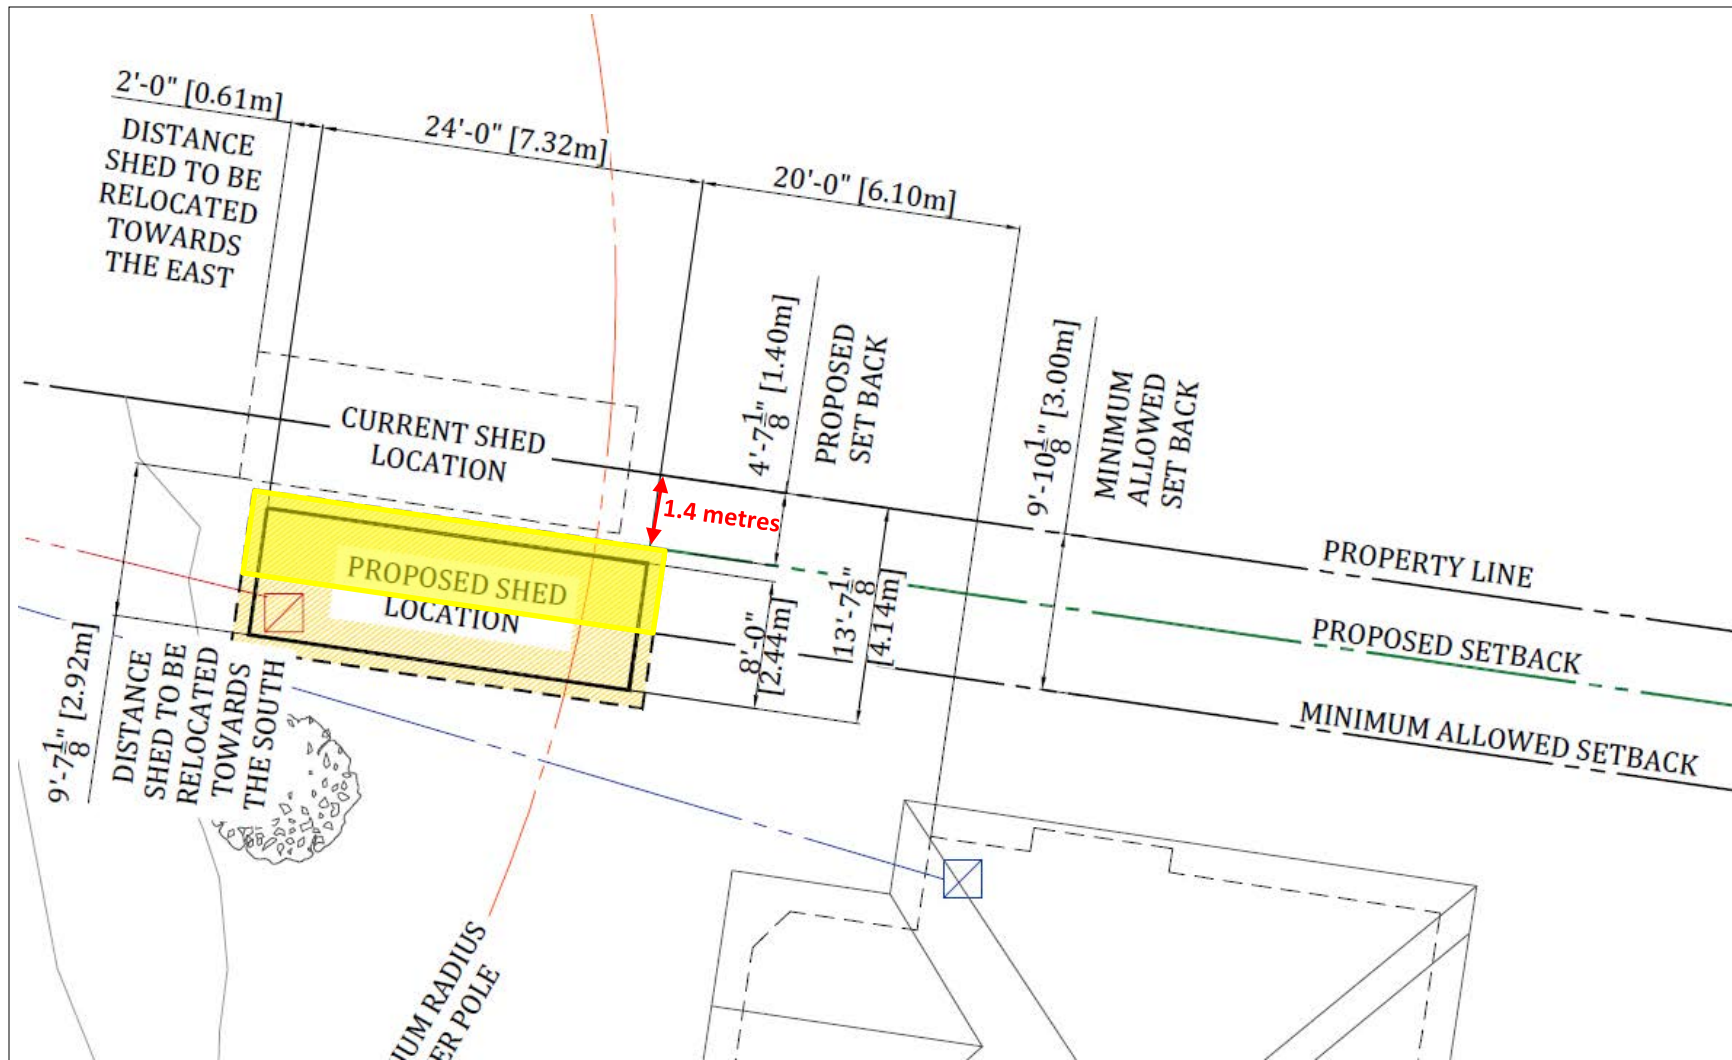 2'-0" [0.61m]
DISTANCE
SHED TO BE
RELOCATED
TOWARDS
THE EAST
24'-0" [7.32m]
20'-0" [6.10m]
4'-7 1/8" [1.40m]
PROPOSED
SET BACK
9'-10 1/8" [3.00m]
MINIMUM
ALLOWED
SET BACK
CURRENT SHED
LOCATION
1.4 metres
PROPOSED SHED
LOCATION
8'-0"
[2.44m]
13'-7 1/8"
[4.14m]
PROPERTY LINE
PROPOSED SETBACK
MINIMUM ALLOWED SETBACK
9'-7 1/8" [2.92m]
DISTANCE
SHED TO BE
RELOCATED
TOWARDS
THE SOUTH
IUM RADIUS
ER POLE